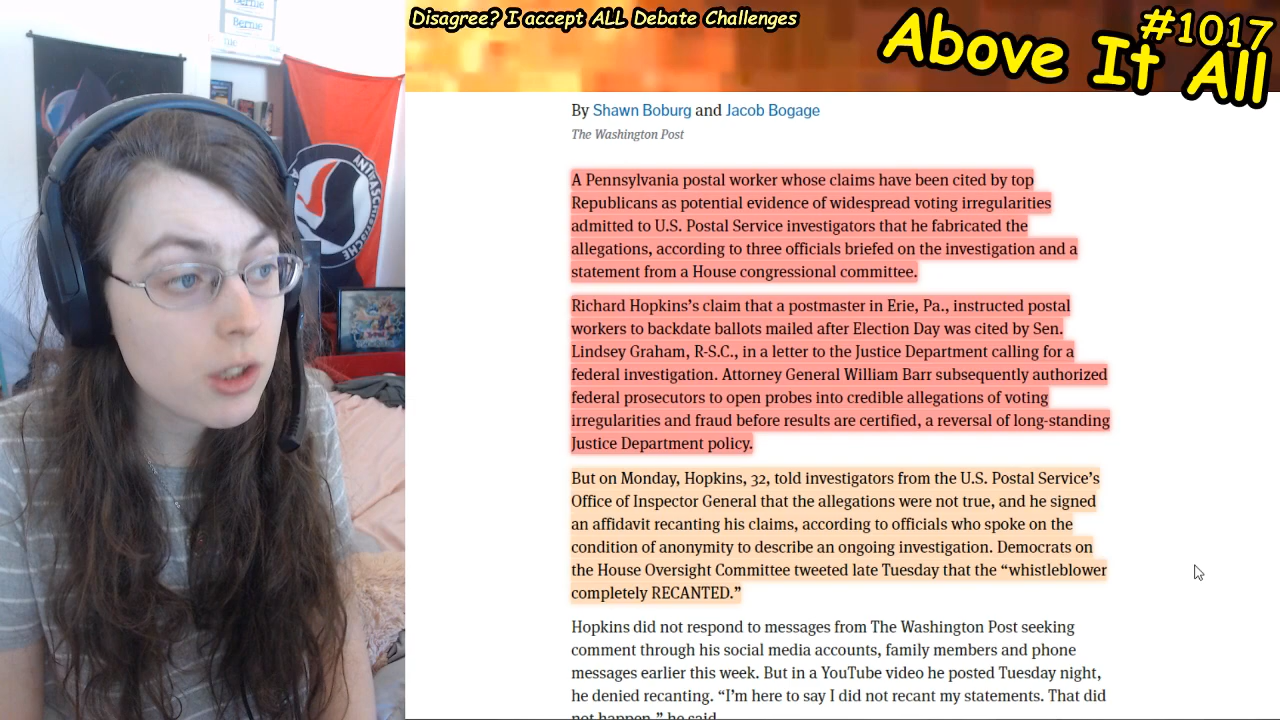 Bernie
Bernie
Disagree? I accept ALL Debate Challenges
#1017
Above It All
ANTIFASCHISTISCHE
By Shawn Boburg and Jacob Bogage
The Washington Post
A Pennsylvania postal worker whose claims have been cited by top
Republicans as potential evidence of widespread voting irregularities
admitted to U.S. Postal Service investigators that he fabricated the
allegations, according to three officials briefed on the investigation and a
statement from a House congressional committee.
Richard Hopkins’s claim that a postmaster in Erie, Pa., instructed postal
workers to backdate ballots mailed after Election Day was cited by Sen.
Lindsey Graham, R-S.C., in a letter to the Justice Department calling for a
federal investigation. Attorney General William Barr subsequently authorized
federal prosecutors to open probes into credible allegations of voting
irregularities and fraud before results are certified, a reversal of long-standing
Justice Department policy.
But on Monday, Hopkins, 32, told investigators from the U.S. Postal Service’s
Office of Inspector General that the allegations were not true, and he signed
an affidavit recanting his claims, according to officials who spoke on the
condition of anonymity to describe an ongoing investigation. Democrats on
the House Oversight Committee tweeted late Tuesday that the “whistleblower
completely RECANTED.”
Hopkins did not respond to messages from The Washington Post seeking
comment through his social media accounts, family members and phone
messages earlier this week. But in a YouTube video he posted Tuesday night,
he denied recanting. “I’m here to say I did not recant my statements. That did
not happen,” he said.